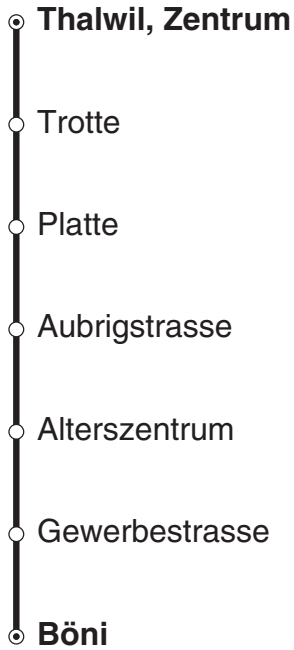 Thalwil, Zentrum
Trotte
Platte
Aubrigstrasse
Alterszentrum
Gewerbestrasse
Böni